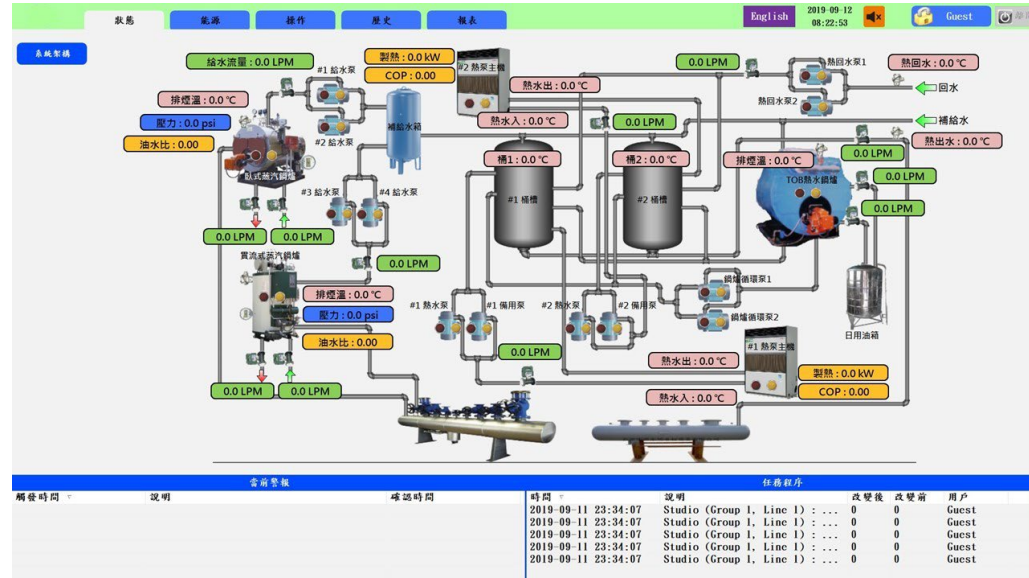 狀態 能源 操作 歷史 報表 English 2019-09-12 08:22:53 Guest
系統架構
給水流量 : 0.0 LPM
#1 給水泵
製熱 : 0.0 kW
COP : 0.00
#2 熱泵主機
0.0 LPM
熱回水泵1
熱回水 : 0.0 ℃
回水
排煙溫 : 0.0 ℃
壓力 : 0.0 psi
油水比 : 0.00
臥式蒸汽鍋爐
#2 給水泵
補給水箱
熱水出 : 0.0 ℃
熱水入 : 0.0 ℃
0.0 LPM
熱回水泵2
補給水
熱出水 : 0.0 ℃
0.0 LPM
桶1 : 0.0 ℃
桶2 : 0.0 ℃
排煙溫 : 0.0 ℃
TOB熱水鍋爐
0.0 LPM
0.0 LPM
#3 給水泵
#4 給水泵
#1 桶槽
#2 桶槽
0.0 LPM
0.0 LPM
貫流式蒸汽鍋爐
0.0 LPM
鍋爐循環泵1
鍋爐循環泵2
日用油箱
排煙溫 : 0.0 ℃
壓力 : 0.0 psi
油水比 : 0.00
#1 熱水泵
#1 備用泵
#2 熱水泵
#2 備用泵
0.0 LPM
熱水出 : 0.0 ℃
#1 熱泵主機
製熱 : 0.0 kW
COP : 0.00
0.0 LPM
0.0 LPM
熱水入 : 0.0 ℃
當前警報
觸發時間 說明 確認時間
任務程序
時間 說明 改變後 改變前 用戶
2019-09-11 23:34:07 Studio (Group 1, Line 1) : ... 0 0 Guest
2019-09-11 23:34:07 Studio (Group 1, Line 1) : ... 0 0 Guest
2019-09-11 23:34:07 Studio (Group 1, Line 1) : ... 0 0 Guest
2019-09-11 23:34:07 Studio (Group 1, Line 1) : ... 0 0 Guest
2019-09-11 23:34:07 Studio (Group 1, Line 1) : ... 0 0 Guest